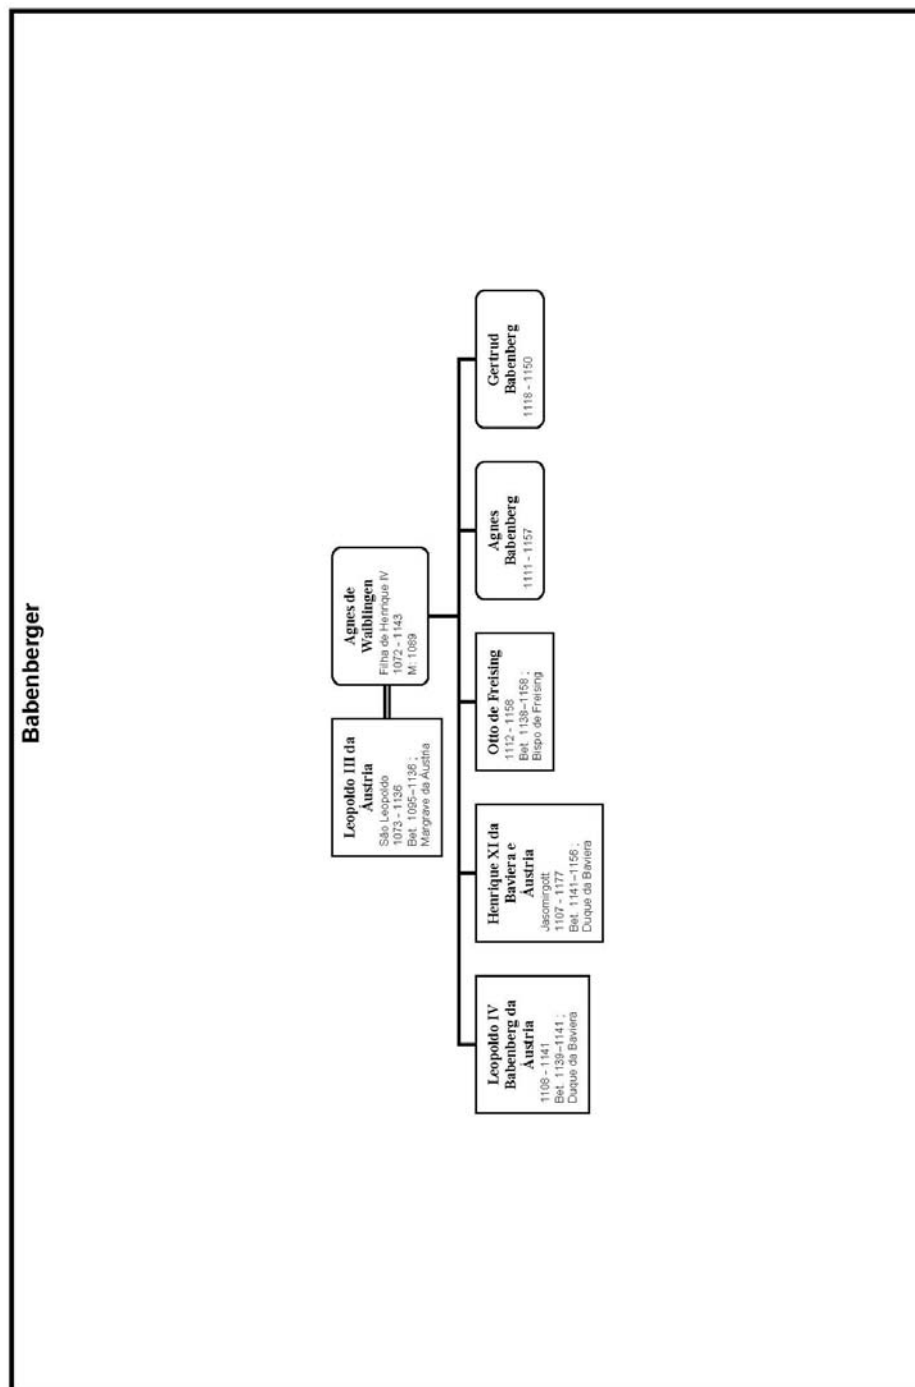 Babenberger
Leopoldo III da
Áustria
São Leopoldo
1073 - 1136
Bet. 1095–1136 ;
Margrave da Áustria
Agnes de
Waiblingen
Filha de Henrique IV
1072 - 1143
M: 1089
Leopoldo IV
Babenberg da
Áustria
1108 - 1141
Bet. 1139–1141 ;
Duque da Baviera
Henrique XI da
Baviera e
Áustria
Jasomirgott
1107 - 1177
Bet. 1141–1156 ;
Duque da Baviera
Otto de Freising
1112 - 1158
Bet. 1138–1158 ;
Bispo de Freising
Agnes
Babenberg
1111 - 1157
Gertrud
Babenberg
1118 - 1150